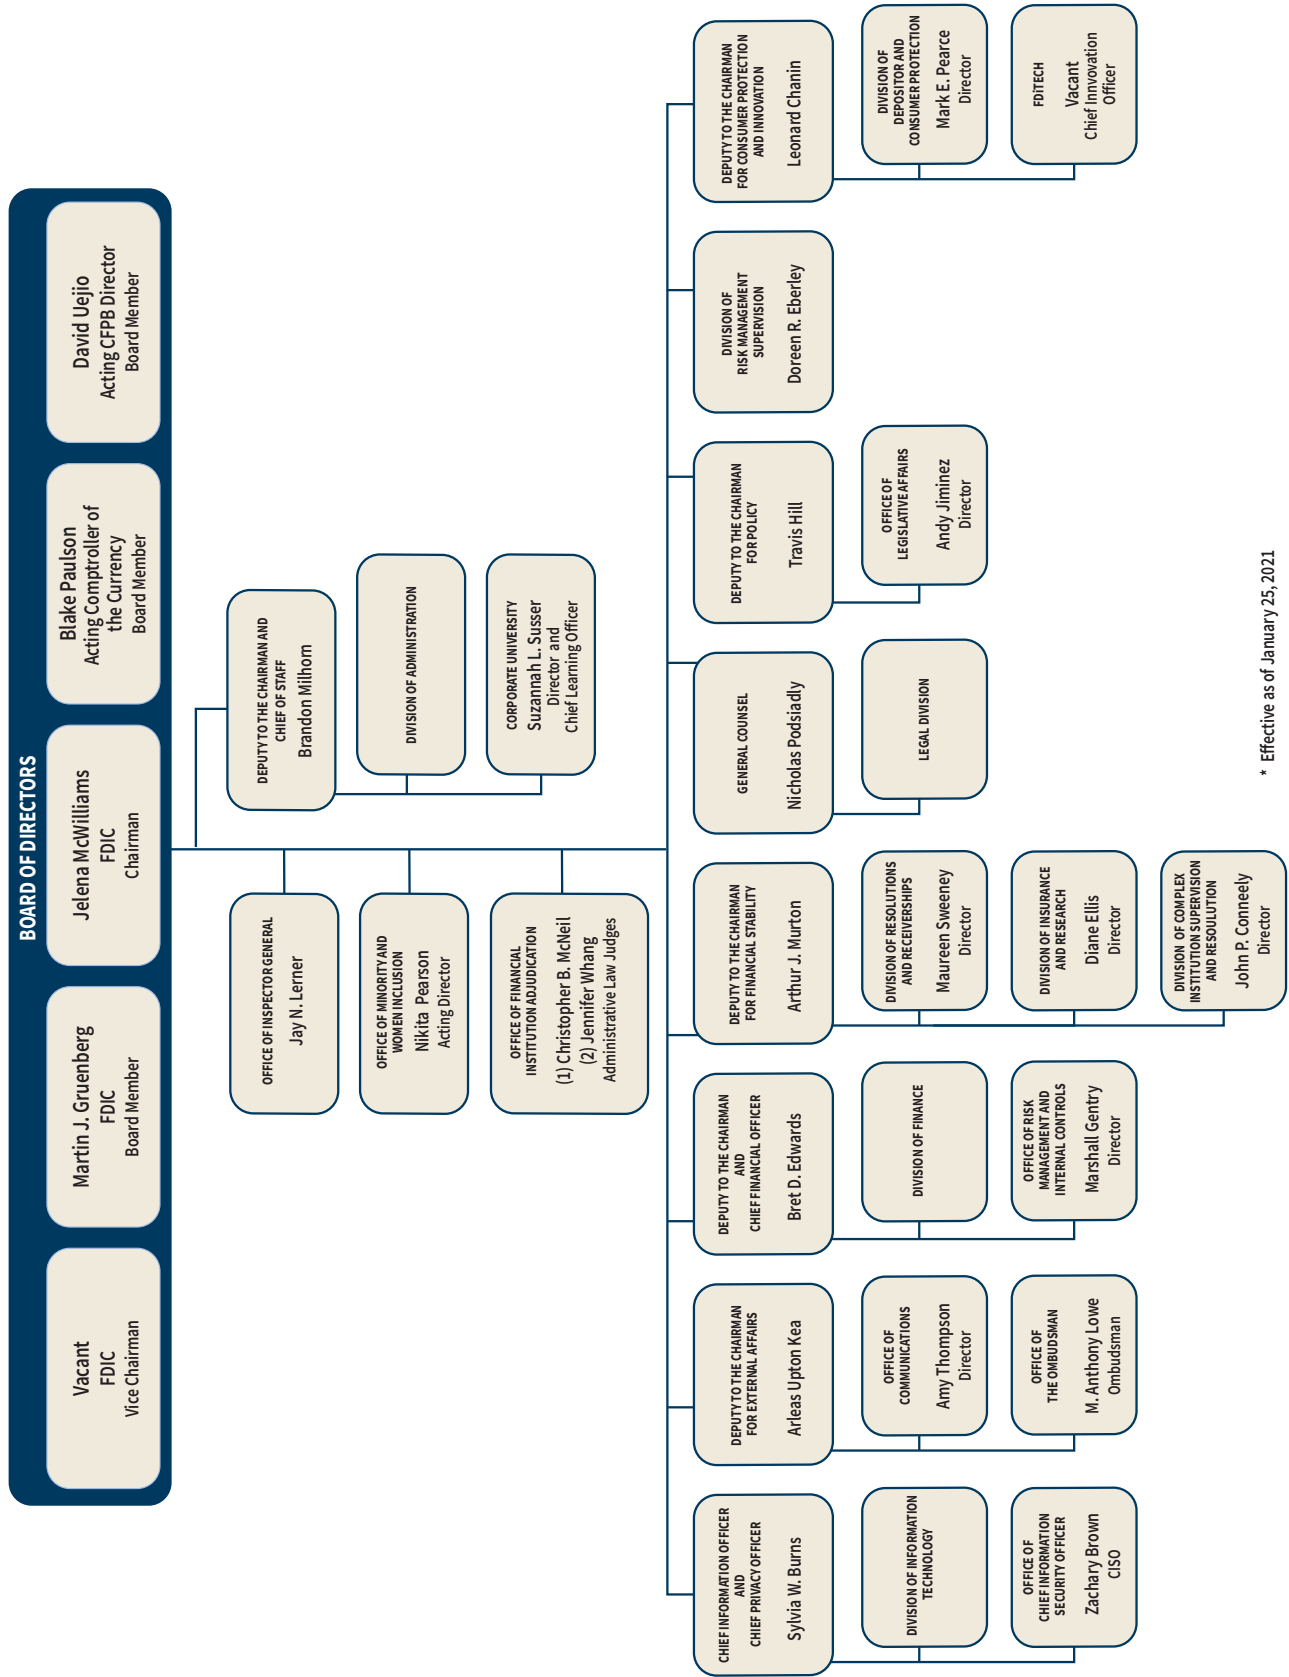 BOARD OF DIRECTORS
Vacant
FDIC
Vice Chairman
Martin J. Gruenberg
FDIC
Board Member
Jelena McWilliams
FDIC
Chairman
Blake Paulson
Acting Comptroller of
the Currency
Board Member
David Uejio
Acting CFPB Director
Board Member
OFFICE OF INSPECTOR GENERAL
Jay N. Lerner
DEPUTY TO THE CHAIRMAN AND
CHIEF OF STAFF
Brandon Milhorn
OFFICE OF MINORITY AND
WOMEN INCLUSION
Nikita Pearson
Acting Director
DIVISION OF ADMINISTRATION
OFFICE OF FINANCIAL
INSTITUTION ADJUDICATION
(1) Christopher B. McNeil
(2) Jennifer Whang
Administrative Law Judges
CORPORATE UNIVERSITY
Suzannah L. Susser
Director and
Chief Learning Officer
CHIEF INFORMATION OFFICER
AND
CHIEF PRIVACY OFFICER
Sylvia W. Burns
DIVISION OF INFORMATION
TECHNOLOGY
OFFICE OF
CHIEF INFORMATION
SECURITY OFFICER
Zachary Brown
CISO
DEPUTY TO THE CHAIRMAN
FOR EXTERNAL AFFAIRS
Arleas Upton Kea
OFFICE OF
COMMUNICATIONS
Amy Thompson
Director
OFFICE OF
THE OMBUDSMAN
M. Anthony Lowe
Ombudsman
DEPUTY TO THE CHAIRMAN
AND
CHIEF FINANCIAL OFFICER
Bret D. Edwards
DIVISION OF FINANCE
OFFICE OF RISK
MANAGEMENT AND
INTERNAL CONTROLS
Marshall Gentry
Director
DEPUTY TO THE CHAIRMAN
FOR FINANCIAL STABILITY
Arthur J. Murton
DIVISION OF RESOLUTIONS
AND RECEIVERSHIPS
Maureen Sweeney
Director
DIVISION OF INSURANCE
AND RESEARCH
Diane Ellis
Director
DIVISION OF COMPLEX
INSTITUTION SUPERVISION
AND RESOULUTION
John P. Conneely
Director
GENERAL COUNSEL
Nicholas Podsiadly
LEGAL DIVISION
DEPUTY TO THE CHAIRMAN
FOR POLICY
Travis Hill
OFFICE OF
LEGISLATIVE AFFAIRS
Andy Jiminez
Director
DIVISION OF
RISK MANAGEMENT
SUPERVISION
Doreen R. Eberley
DEPUTY TO THE CHAIRMAN
FOR CONSUMER PROTECTION
AND INNOVATION
Leonard Chanin
DIVISION OF
DEPOSITOR AND
CONSUMER PROTECTION
Mark E. Pearce
Director
FDITECH
Vacant
Chief Innvovation
Officer
* Effective as of January 25, 2021